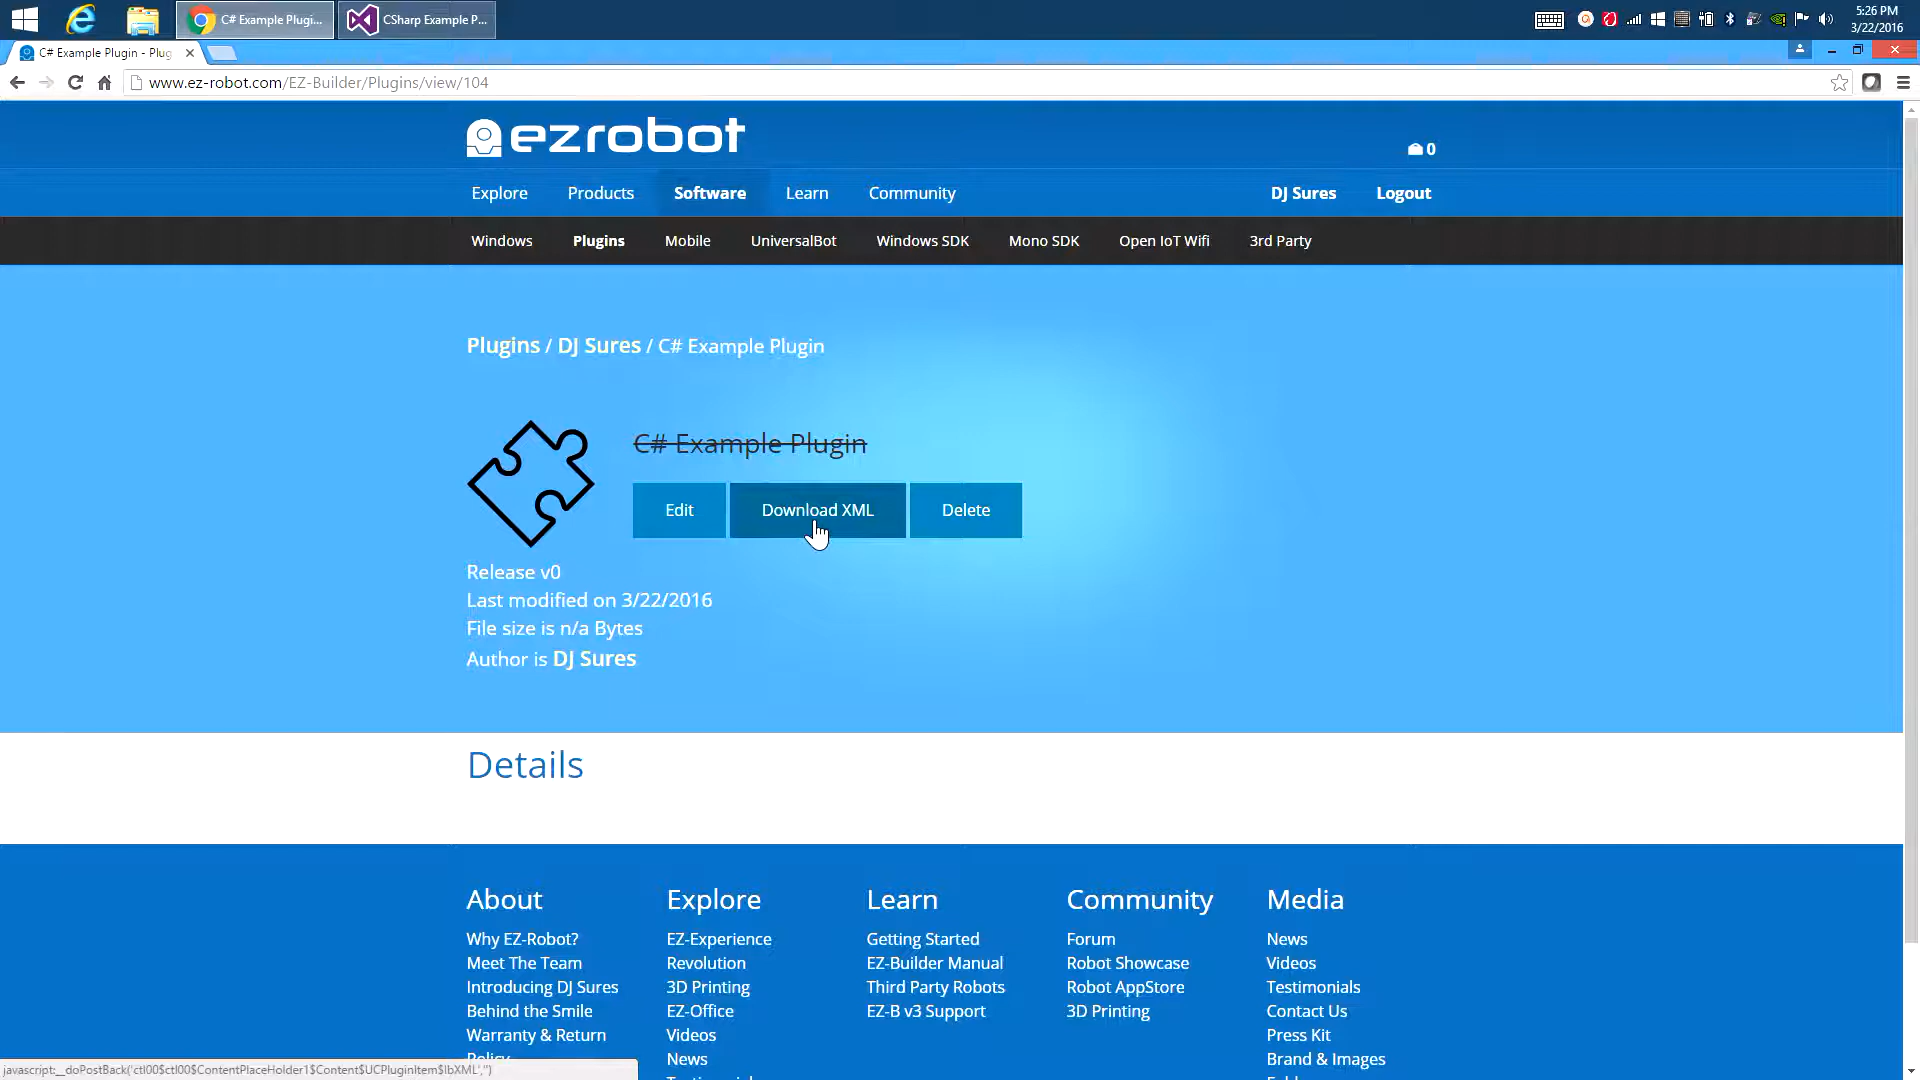 C# Example Plugi...
CSharp Example P...
5:26 PM
3/22/2016
C# Example Plugin - Plug
www.ez-robot.com/EZ-Builder/Plugins/view/104
ezrobot
0
Explore Products Software Learn Community DJ Sures Logout
Windows Plugins Mobile UniversalBot Windows SDK Mono SDK Open IoT Wifi 3rd Party
Plugins / DJ Sures / C# Example Plugin
C# Example Plugin
Edit Download XML Delete
Release v0
Last modified on 3/22/2016
File size is n/a Bytes
Author is DJ Sures
Details
About Explore Learn Community Media
Why EZ-Robot? EZ-Experience Getting Started Forum News
Meet The Team Revolution EZ-Builder Manual Robot Showcase Videos
Introducing DJ Sures 3D Printing Third Party Robots Robot AppStore Testimonials
Behind the Smile EZ-Office EZ-B v3 Support 3D Printing Contact Us
Warranty & Return Videos Press Kit
Policy News Brand & Images
javascript:__doPostBack('ctl00$ctl00$ContentPlaceHolder1$Content$UCPluginItem$lbXML','')